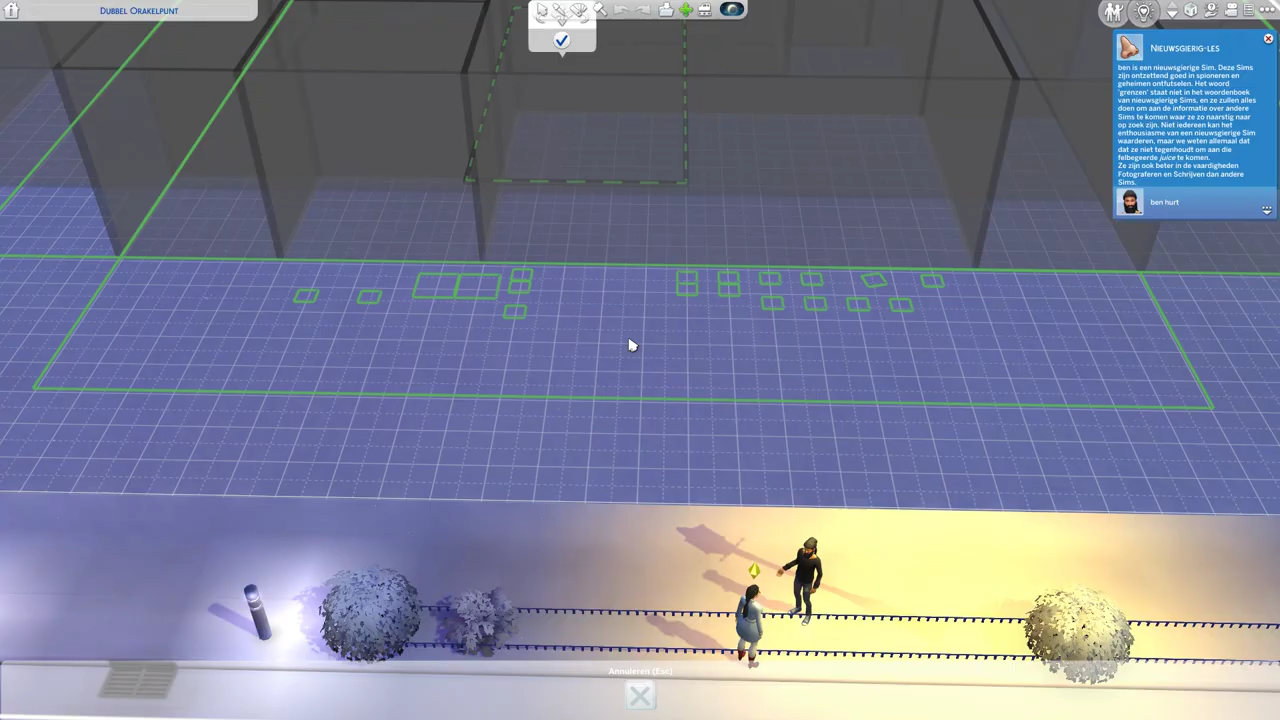 Dubbel Orakelpunt
Nieuwsgierig-les
ben is een nieuwsgierige Sim. Deze Sims
zijn ontzettend goed in spioneren en
geheimen ontfutselen. Het woord
'grenzen' staat niet in het woordenboek
van nieuwsgierige Sims, en ze zullen alles
doen om aan de informatie over andere
Sims te komen waar ze zo naarstig naar
op zoek zijn. Niet iedereen kan het
enthousiasme van een nieuwsgierige Sim
waarderen, maar we weten allemaal dat
dat ze niet tegenhoudt om aan die
felbegeerde juice te komen.
Ze zijn ook beter in de vaardigheden
Fotograferen en Schrijven dan andere
Sims.
ben hurt
Annuleren (Esc)